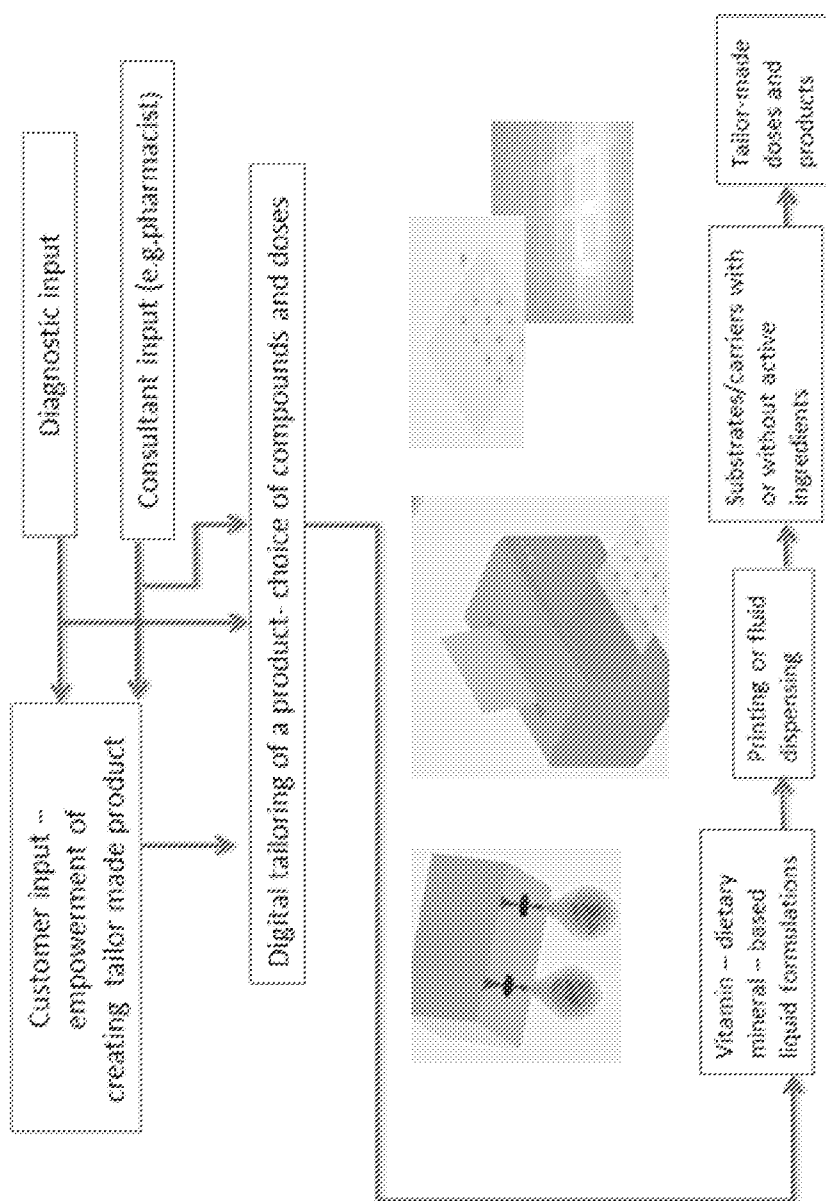 Customer input –
empowerment of
creating tailor made product
Diagnostic input
Consultant input (e.g.pharmacist)
Digital tailoring of a product- choice of compounds and doses
Vitamin – dietary
mineral – based
liquid formulations
Printing or fluid
dispensing
Substrates/carriers with
or without active
ingredients
Tailor-made
doses and
products